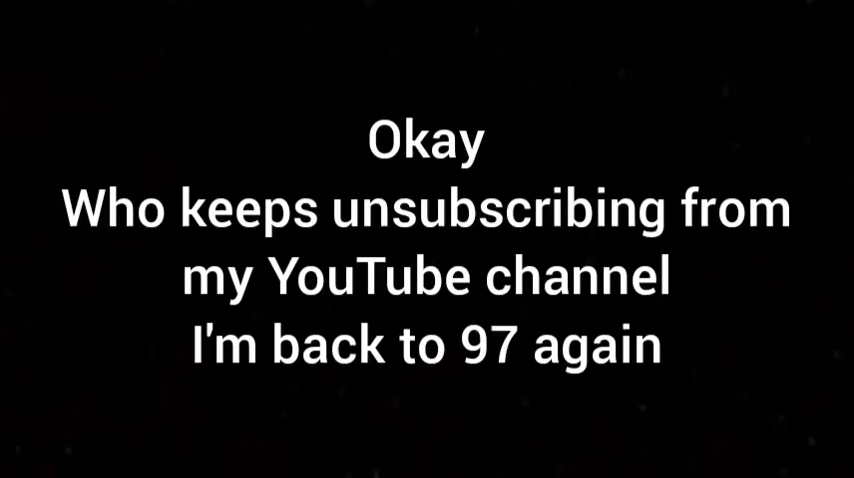 Okay
Who keeps unsubscribing from
my YouTube channel
I'm back to 97 again